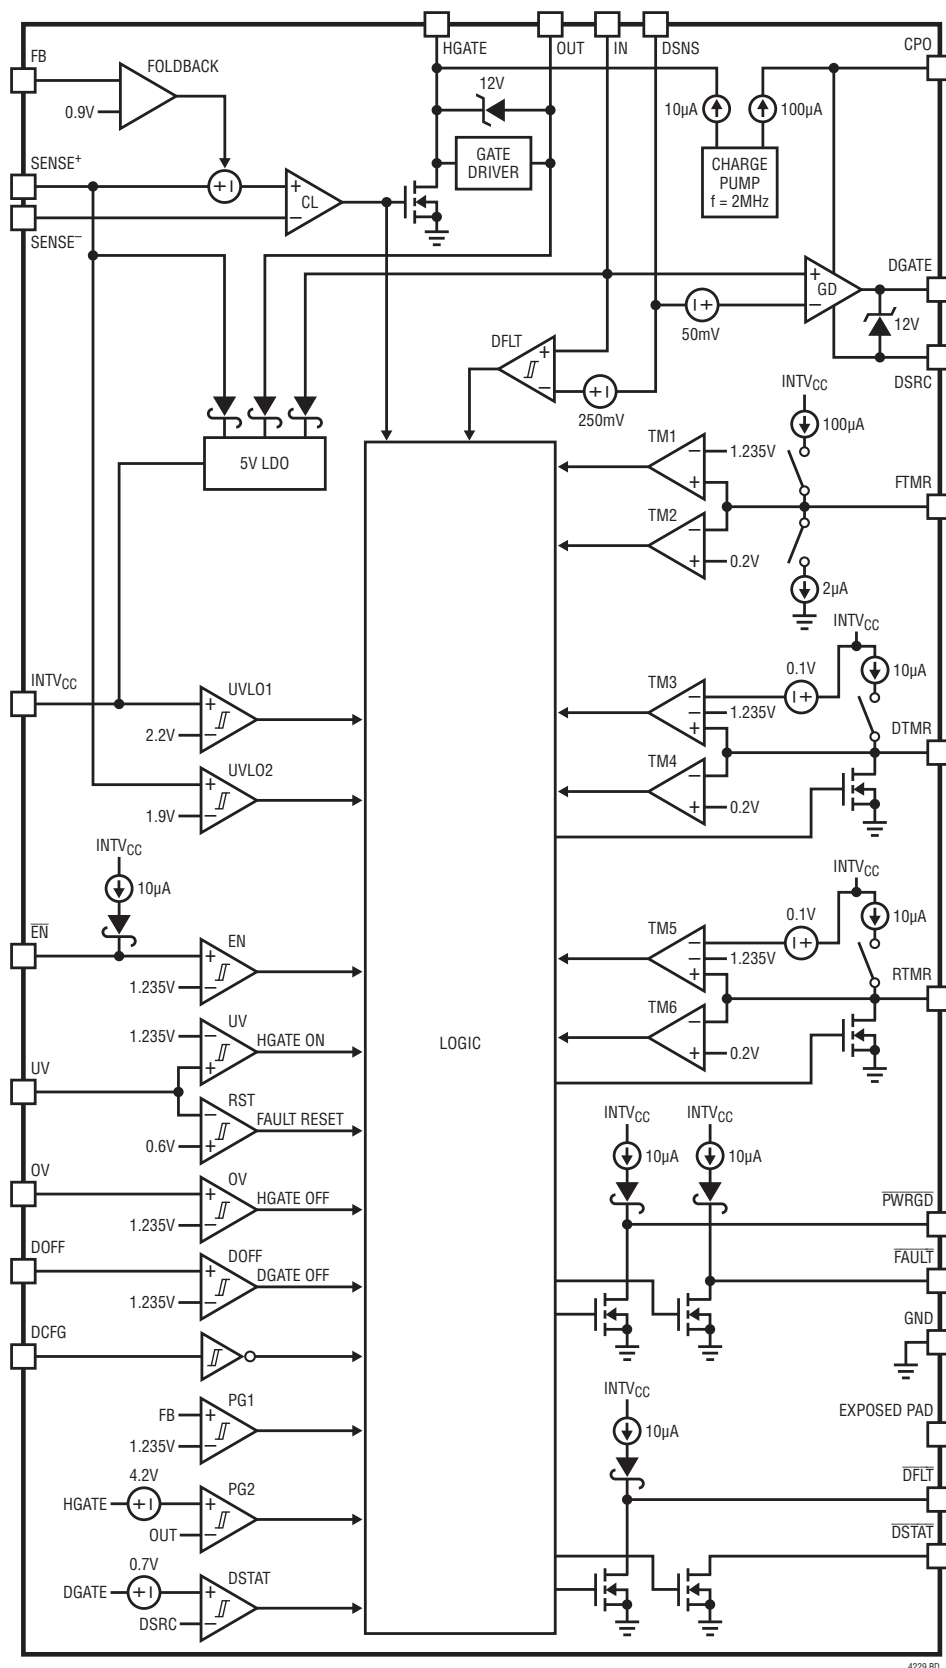 HGATE
OUT
IN
DSNS
CPO
FB
FOLDBACK
0.9V
12V
10µA
100µA
GATE
DRIVER
CHARGE
PUMP
f = 2MHz
SENSE⁺
+ −
+
CL
−
SENSE⁻
DGATE
+
GD
−
12V
− +
50mV
DSRC
DFLT
+
−
+ −
250mV
5V LDO
INTVCC
100µA
TM1
− 1.235V
+
FTMR
TM2
−
+ 0.2V
2µA
INTVCC
INTVCC
UVLO1
+
2.2V −
0.1V
10µA
TM3
−
− 1.235V
+
− +
DTMR
UVLO2
+
1.9V −
TM4
−
+ 0.2V
INTVCC
10µA
INTVCC
EN
EN
+
1.235V −
0.1V
10µA
TM5
−
− 1.235V
+
− +
RTMR
UV
UV
1.235V −
+
HGATE ON
LOGIC
TM6
−
+ 0.2V
RST
−
0.6V +
FAULT RESET
INTVCC
INTVCC
10µA
10µA
OV
OV
+
1.235V −
HGATE OFF
PWRGD
DOFF
DOFF
+
1.235V −
DGATE OFF
FAULT
DCFG
GND
PG1
FB +
1.235V −
INTVCC
10µA
EXPOSED PAD
4.2V
PG2
HGATE + − +
OUT −
DFLT
0.7V
DSTAT
DGATE + − +
DSRC −
DSTAT
4229 BD